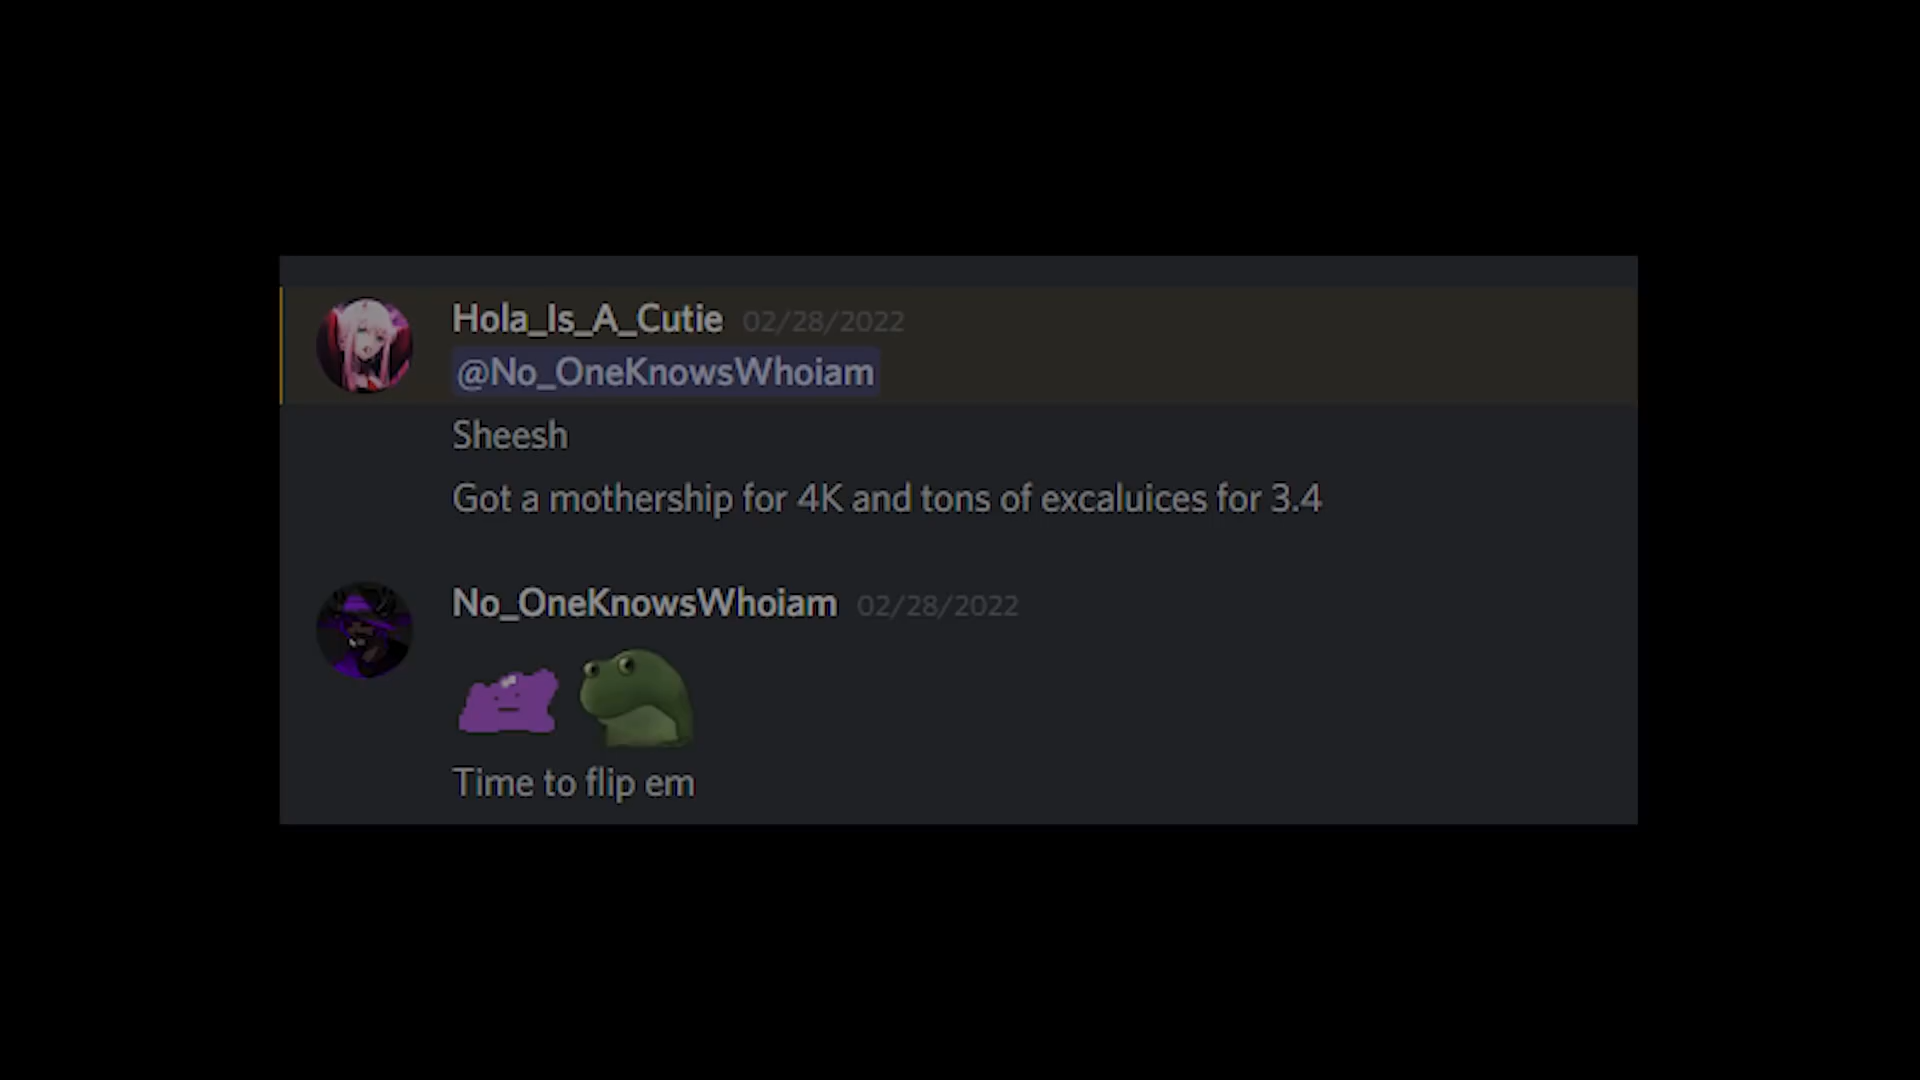 Hola_Is_A_Cutie 02/28/2022
@No_OneKnowsWhoiam
Sheesh
Got a mothership for 4K and tons of excaluices for 3.4
No_OneKnowsWhoiam 02/28/2022
Time to flip em